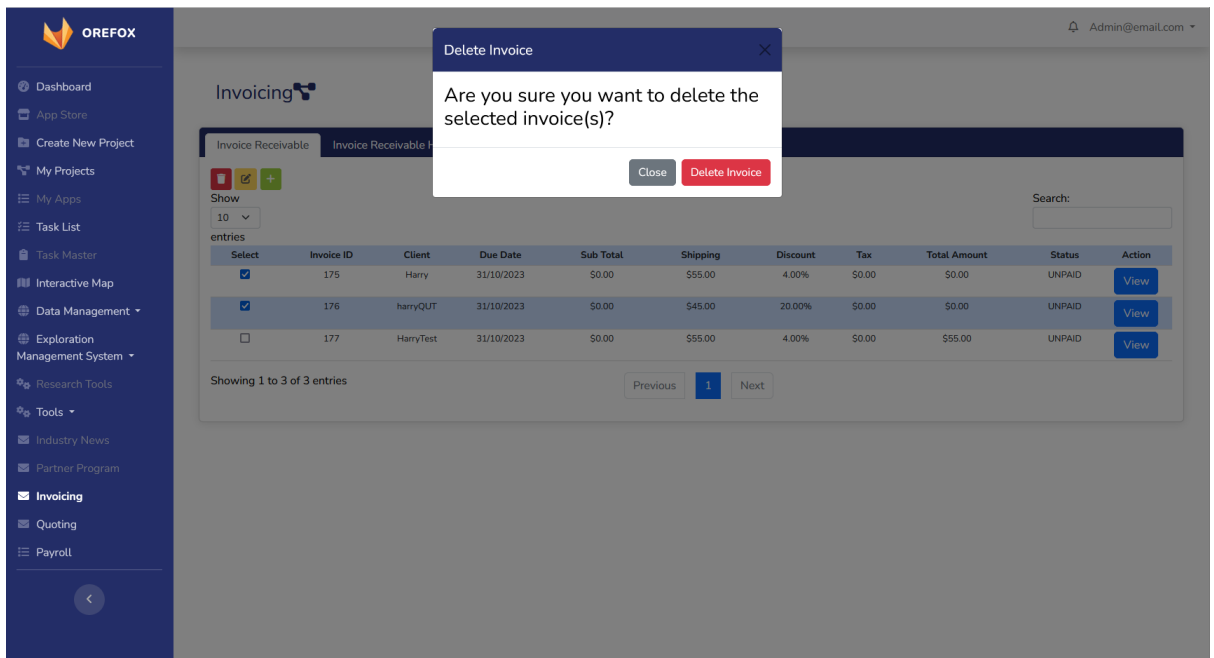 OREFOX
Admin@email.com
Dashboard
App Store
Create New Project
My Projects
My Apps
Task List
Task Master
Interactive Map
Data Management
Exploration
Management System
Research Tools
Tools
Industry News
Partner Program
Invoicing
Quoting
Payroll
Delete Invoice
Are you sure you want to delete the
selected invoice(s)?
Close Delete Invoice
Invoicing
Invoice Receivable Invoice Receivable
Show
10
entries
Search:
Select Invoice ID Client Due Date Sub Total Shipping Discount Tax Total Amount Status Action
175 Harry 31/10/2023 $0.00 $55.00 4.00% $0.00 $0.00 UNPAID View
176 harryQUT 31/10/2023 $0.00 $45.00 20.00% $0.00 $0.00 UNPAID View
177 HarryTest 31/10/2023 $0.00 $55.00 4.00% $0.00 $55.00 UNPAID View
Showing 1 to 3 of 3 entries
Previous 1 Next